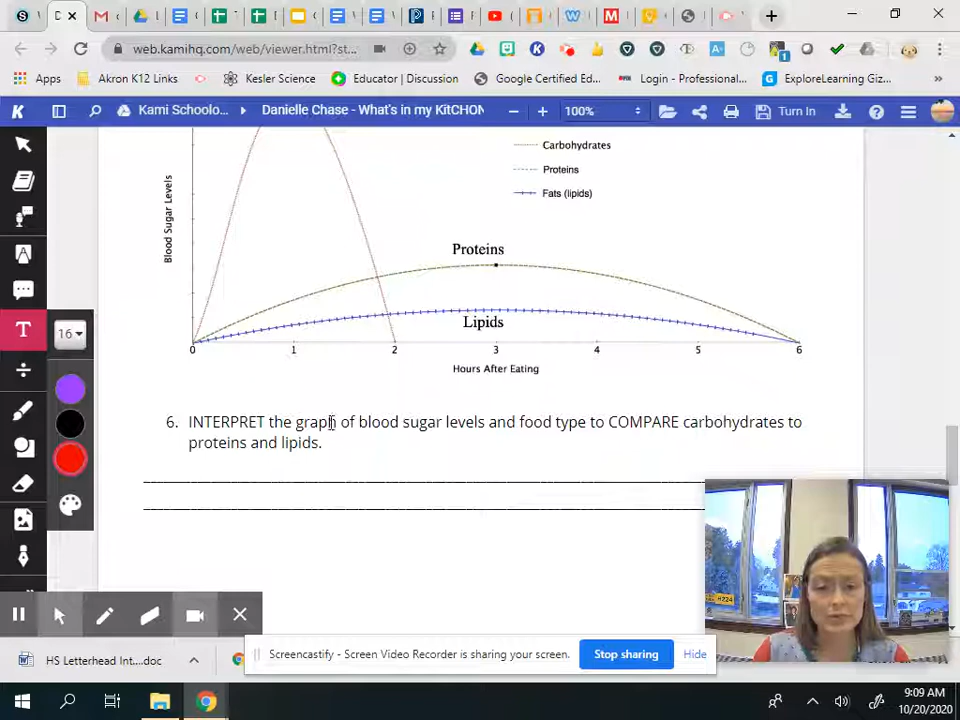 web.kamihq.com/web/viewer.html?st...
Apps
Akron K12 Links
Kesler Science
Educator | Discussion
Google Certified Ed...
Login - Professional...
ExploreLearning Giz...
»
K
Kami Schoolo...
Danielle Chase - What's in my KitCHON
100%
Turn In
Blood Sugar Levels
Carbohydrates
Proteins
Fats (lipids)
Proteins
Lipids
0 1 2 3 4 5 6
Hours After Eating
T
16
6. INTERPRET the graph of blood sugar levels and food type to COMPARE carbohydrates to
proteins and lipids.
HS Letterhead Int....doc
Screencastify - Screen Video Recorder is sharing your screen.
Stop sharing
Hide
9:09 AM
10/20/2020